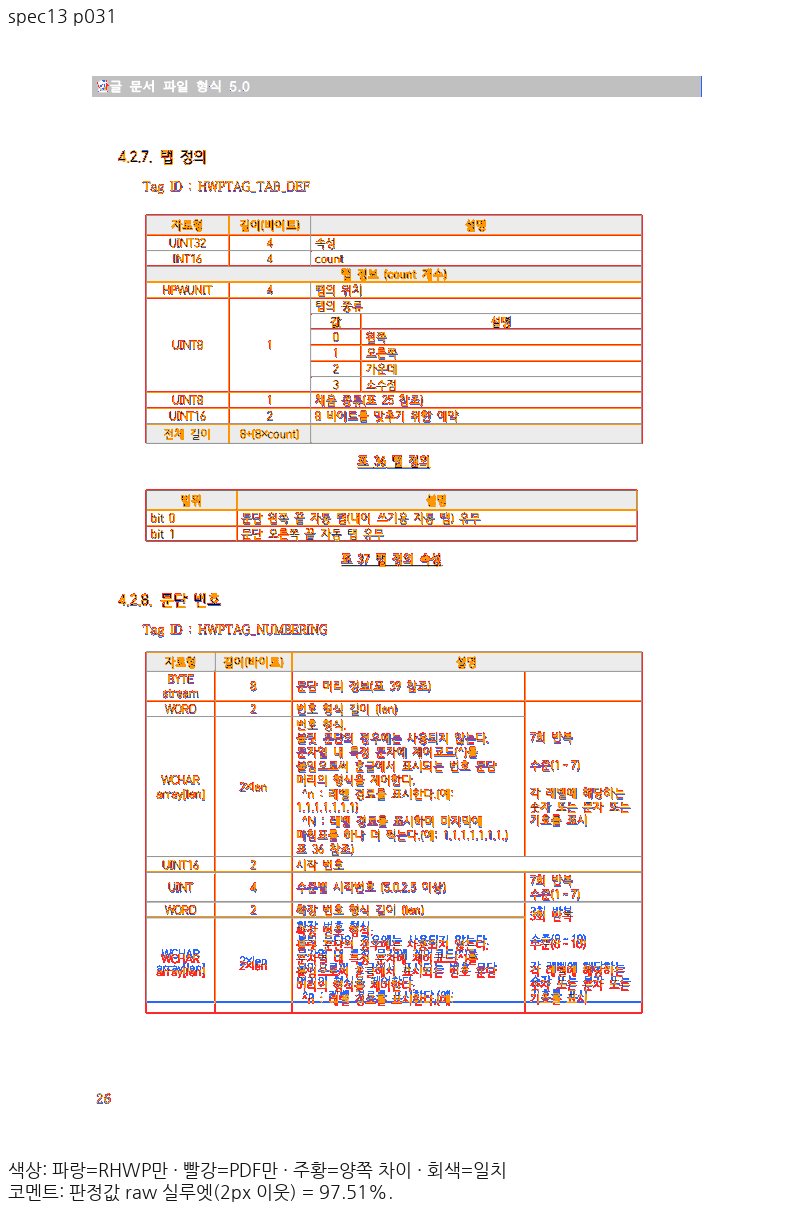 spec13 p031
글 문서 파일 형식 5.0
4.2.7. 탭 정의
Tag ID : HWPTAG_TAB_DEF
자료형 길이(바이트) 설명
UINT32 4 속성
INT16 4 count
탭 정보 (count 개수)
HPWUNIT 4 탭의 위치
탭의 종류
값 설명
0 왼쪽
UINT8 1
1 오른쪽
2 가운데
3 소수점
UINT8 1 채움 종류(표 25 참조)
UINT16 2 8 바이트를 맞추기 위한 예약
전체 길이 8+(8×count)
표 36 탭 정의
범위 설명
bit 0 문단 왼쪽 끝 자동 탭(내어 쓰기용 자동 탭) 유무
bit 1 문단 오른쪽 끝 자동 탭 유무
표 37 탭 정의 속성
4.2.8. 문단 번호
Tag ID : HWPTAG_NUMBERING
자료형 길이(바이트) 설명
BYTE stream 8 문단 머리 정보(표 39 참조)
WORD 2 번호 형식 길이 (len)
WCHAR array[len] 2×len
번호 형식.
불릿 문단의 경우에는 사용되지 않는다.
문자열 내 특정 문자에 제어코드(^)를
붙임으로써 한글에서 표시되는 번호 문단
머리의 형식을 제어한다.
^n : 레벨 경로를 표시한다.(예:
1.1.1.1.1.1.1)
^N : 레벨 경로를 표시하며 마지막에
마침표를 하나 더 찍는다.(예: 1.1.1.1.1.1.1.)
표 36 참조)
7회 반복
수준(1~7)
각 레벨에 해당하는
숫자 또는 문자 또는
기호를 표시
UINT16 2 시작 번호
UINT 4 수준별 시작번호 (5.0.2.5 이상)
7회 반복
수준(1~7)
WORD 2 확장 번호 형식 길이 (len)
3회 반복
WCHAR array[len] 2×len
확장 번호 형식.
불릿 문단의 경우에는 사용되지 않는다.
문자열 내 특정 문자에 제어코드(^)를
붙임으로써 한글에서 표시되는 번호 문단
머리의 형식을 제어한다.
^n : 레벨 경로를 표시한다.(예:
수준(8~10)
각 레벨에 해당하는
숫자 또는 문자 또는
기호를 표시
26
색상: 파랑=RHWP만 · 빨강=PDF만 · 주황=양쪽 차이 · 회색=일치
코멘트: 판정값 raw 실루엣(2px 이웃) = 97.51%.